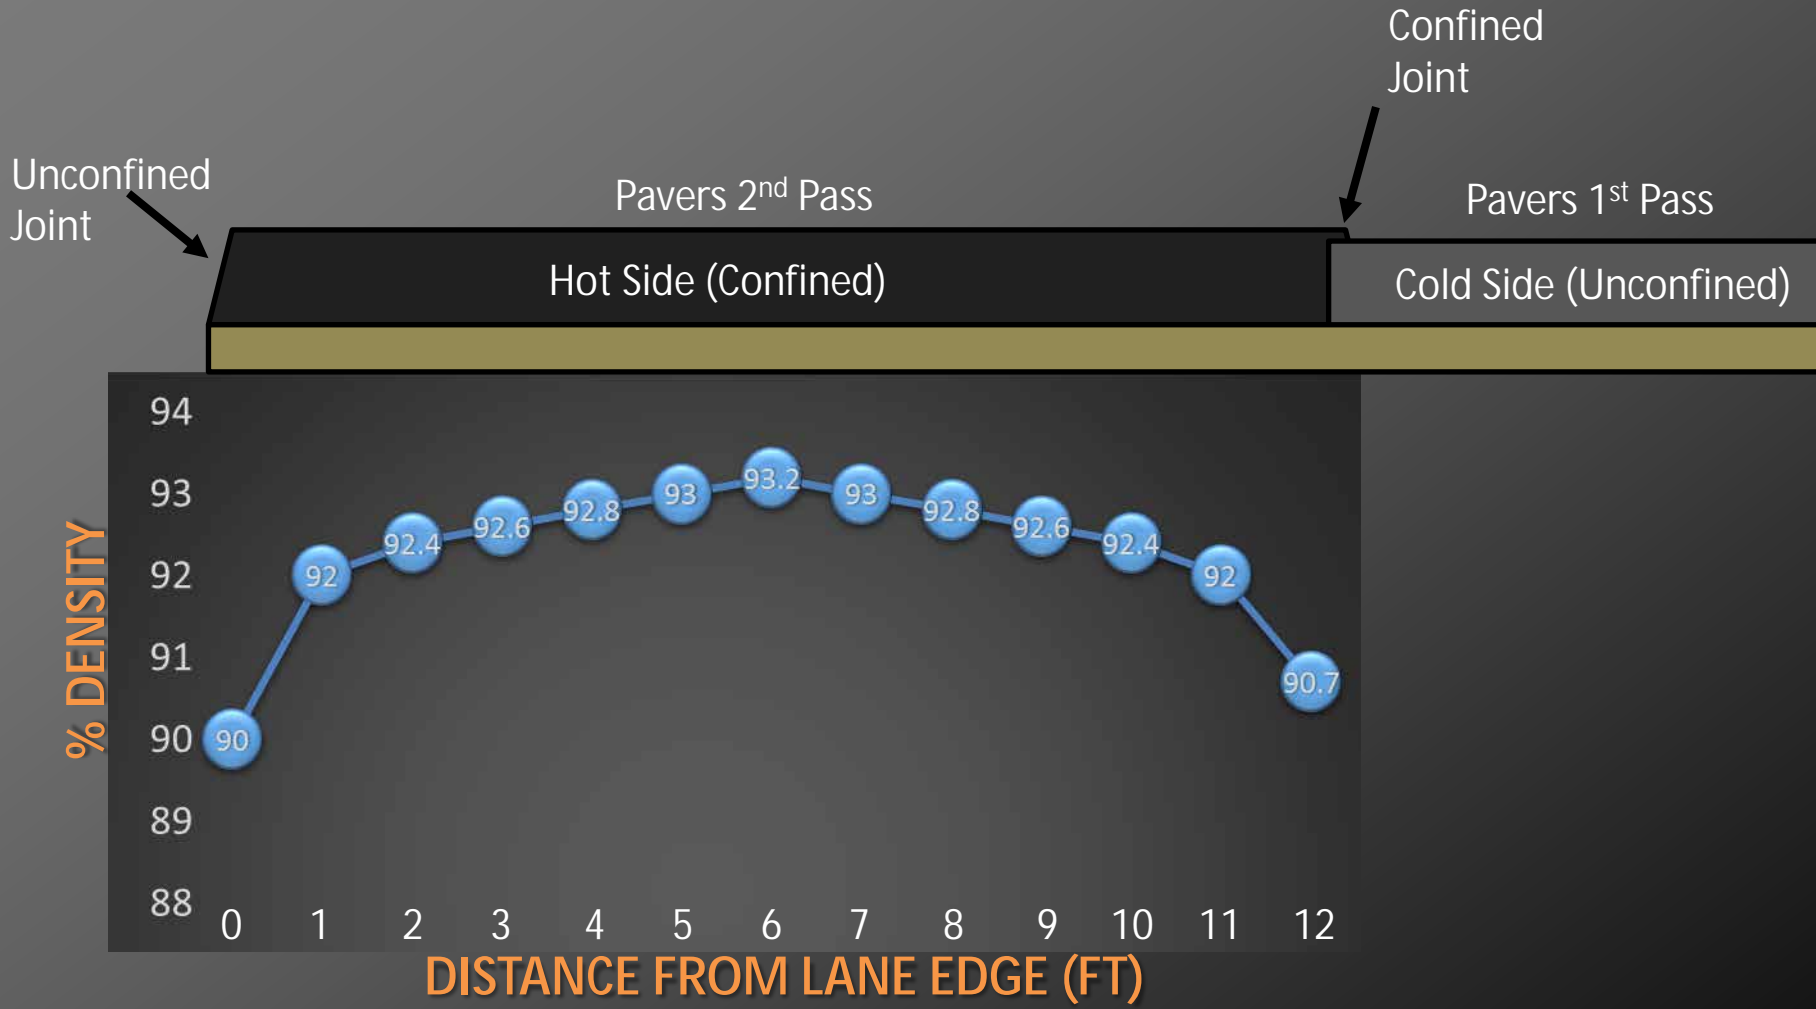 Confined
Joint
Unconfined
Joint
Pavers 2nd Pass
Pavers 1st Pass
Hot Side (Confined)
Cold Side (Unconfined)
94
93
92
91
90
89
88
% DENSITY
90
92
92.4
92.6
92.8
93
93.2
93
92.8
92.6
92.4
92
90.7
0 1 2 3 4 5 6 7 8 9 10 11 12
DISTANCE FROM LANE EDGE (FT)